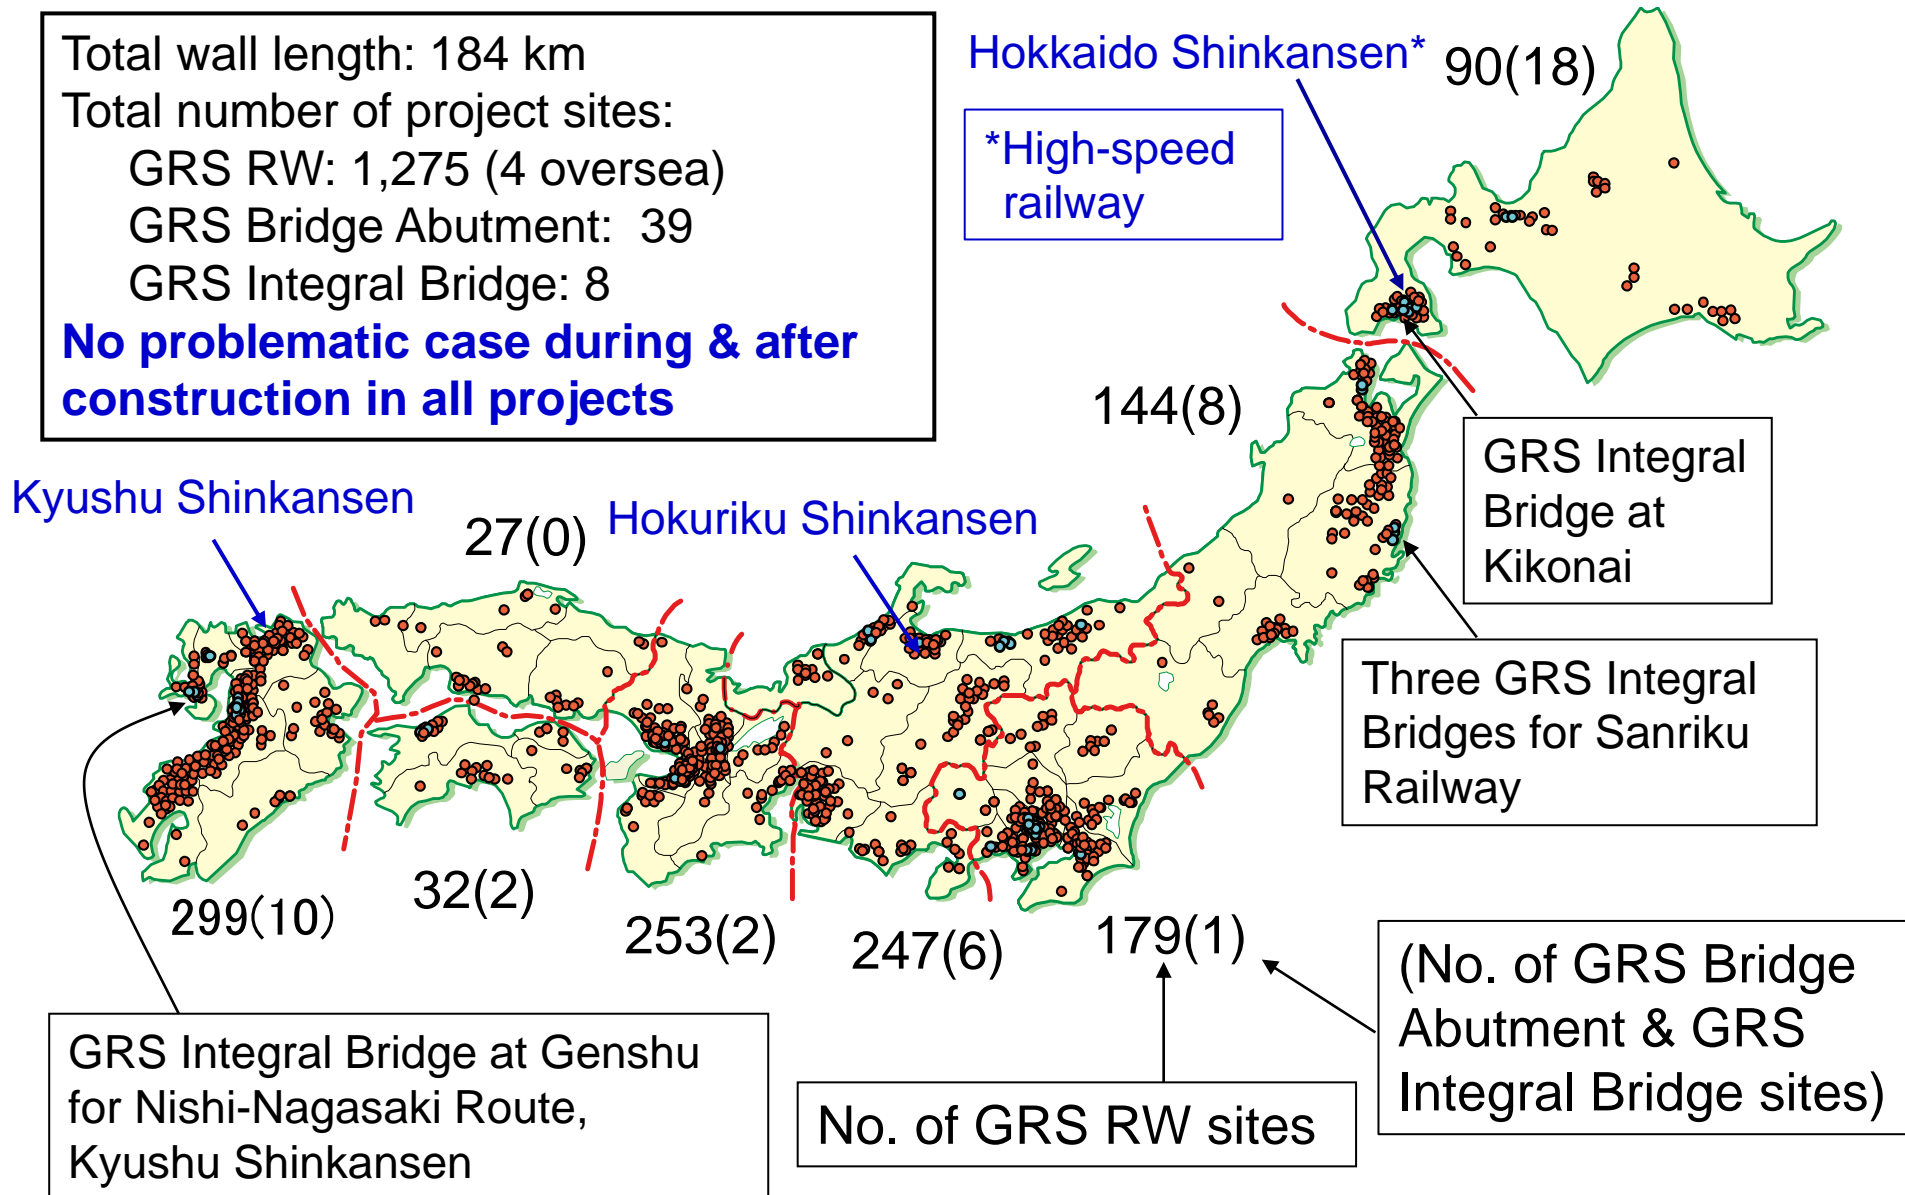 Total wall length: 184 km
Total number of project sites:
GRS RW: 1,275 (4 oversea)
GRS Bridge Abutment: 39
GRS Integral Bridge: 8
No problematic case during & after
construction in all projects
Hokkaido Shinkansen*
90(18)
*High-speed
railway
144(8)
GRS Integral
Bridge at
Kikonai
Kyushu Shinkansen
27(0)
Hokuriku Shinkansen
Three GRS Integral
Bridges for Sanriku
Railway
299(10)
32(2)
253(2)
247(6)
179(1)
(No. of GRS Bridge
Abutment & GRS
Integral Bridge sites)
GRS Integral Bridge at Genshu
for Nishi-Nagasaki Route,
Kyushu Shinkansen
No. of GRS RW sites